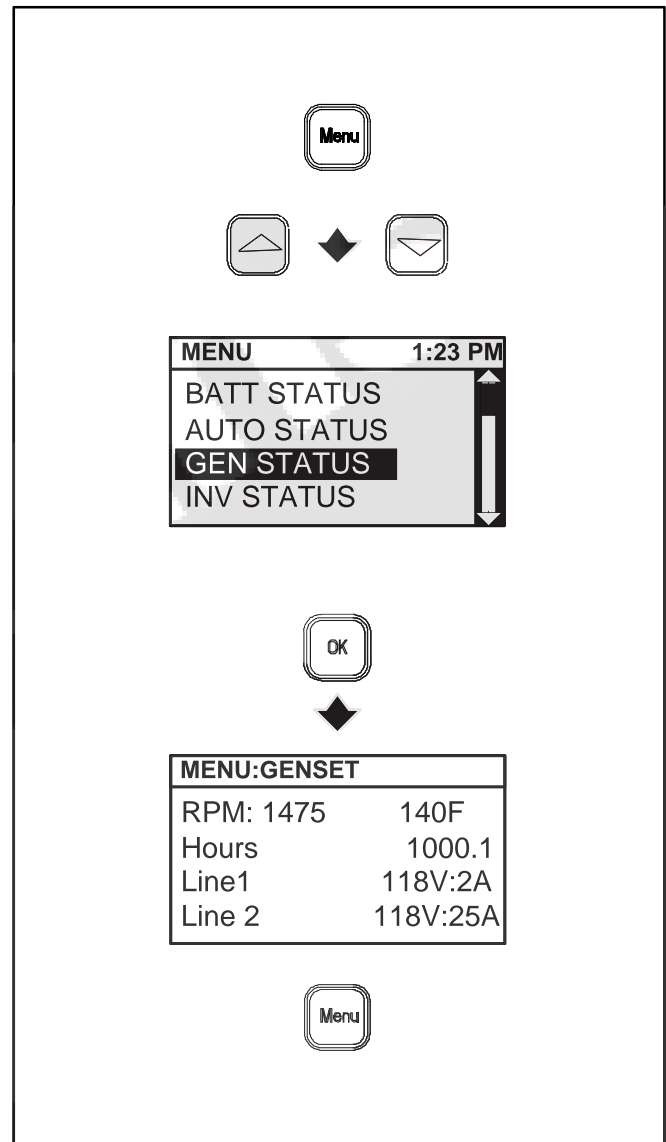 Menu
MENU 1:23 PM
BATT STATUS
AUTO STATUS
GEN STATUS
INV STATUS
OK
MENU:GENSET
RPM: 1475 140F
Hours 1000.1
Line1 118V:2A
Line 2 118V:25A
Menu